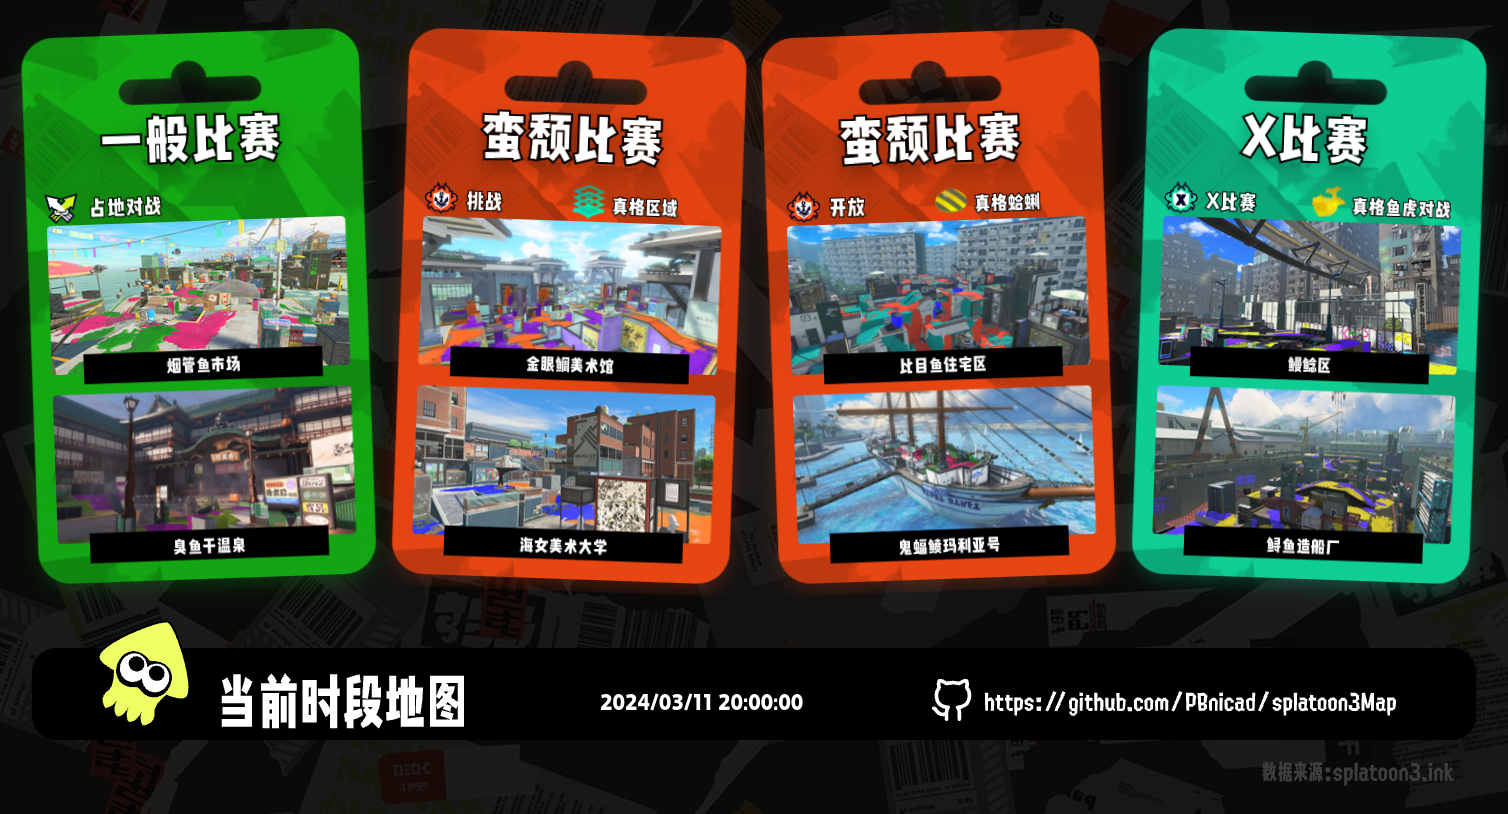 一般比赛
占地对战
烟管鱼市场
臭鱼干温泉
蛮颓比赛
挑战
真格区域
金眼鲷美术馆
海女美术大学
蛮颓比赛
开放
真格蛤蜊
比目鱼住宅区
鬼蝠鲼玛利亚号
X比赛
X比赛
真格鱼虎对战
鳗鲶区
鲟鱼造船厂
当前时段地图
2024/03/11 20:00:00
https://github.com/PBnicad/splatoon3Map
数据来源:splatoon3.ink